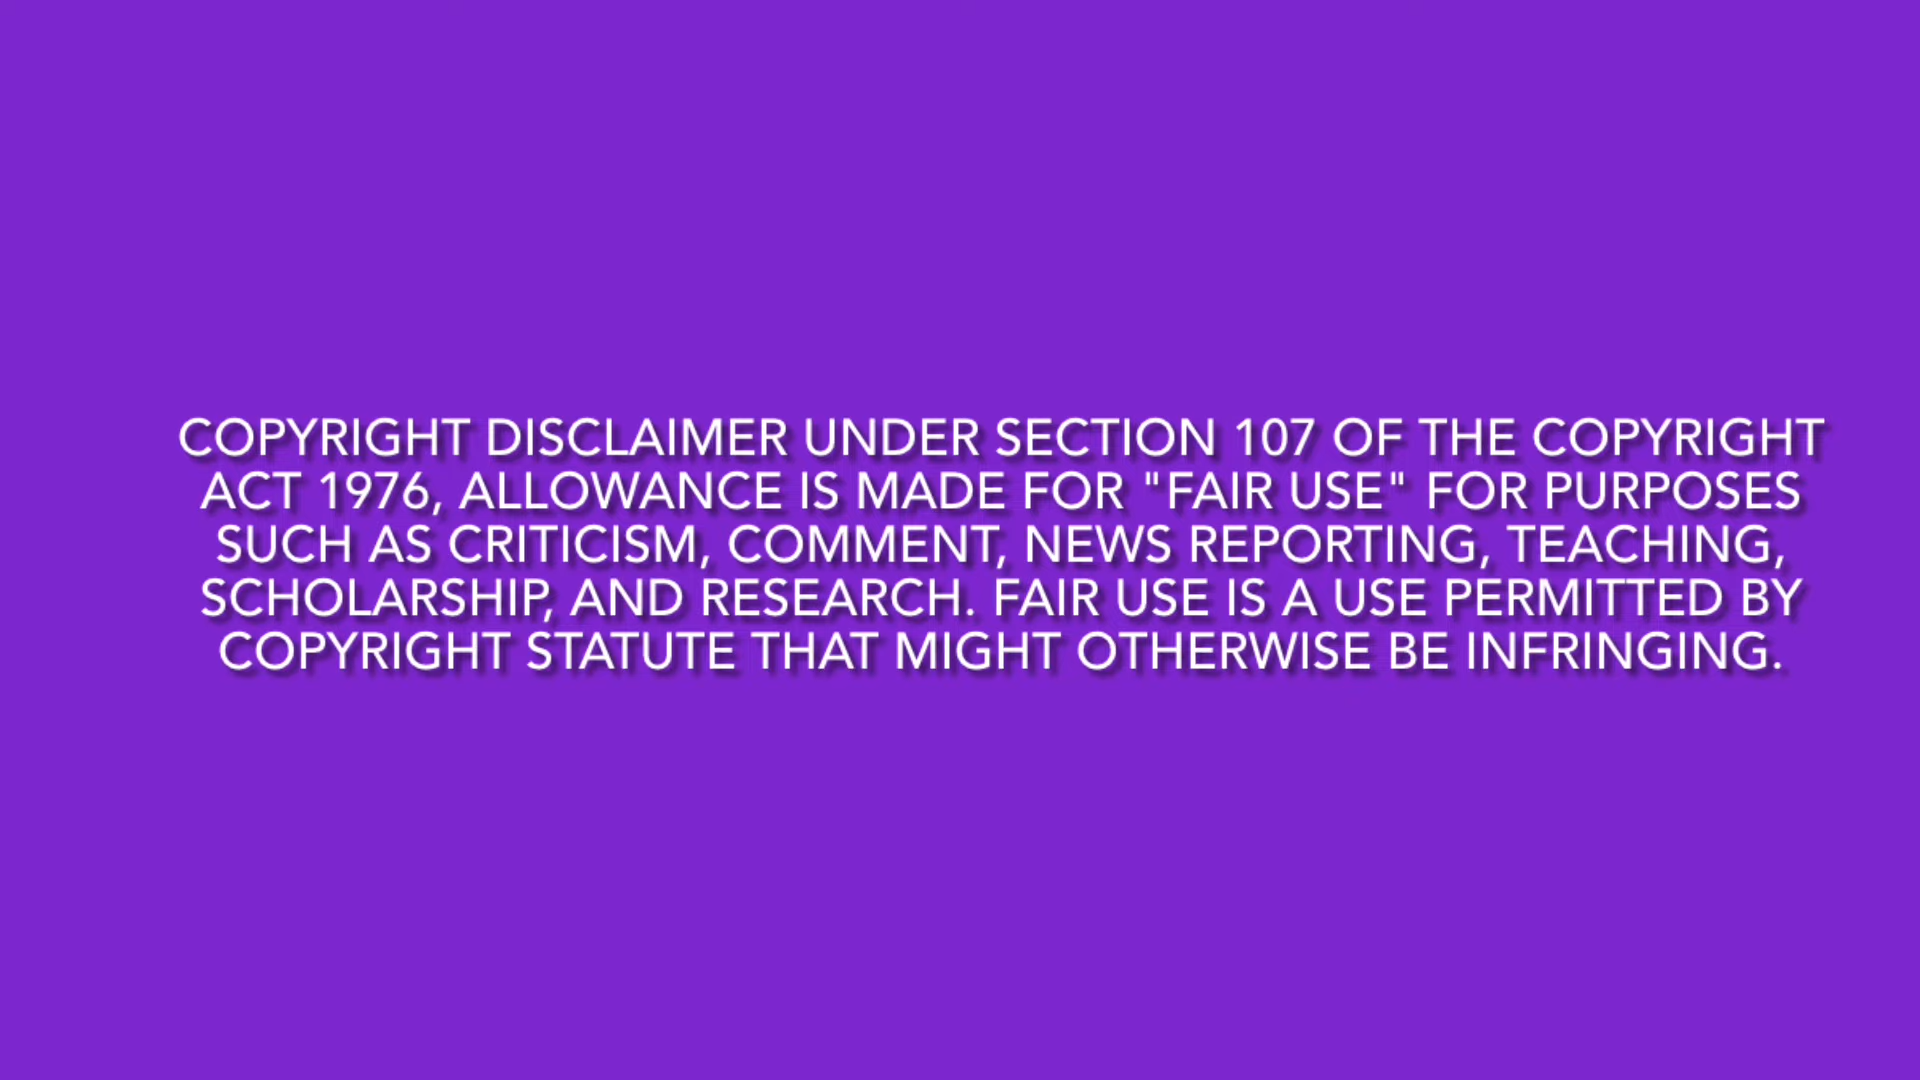 COPYRIGHT DISCLAIMER UNDER SECTION 107 OF THE COPYRIGHT
ACT 1976, ALLOWANCE IS MADE FOR "FAIR USE" FOR PURPOSES
SUCH AS CRITICISM, COMMENT, NEWS REPORTING, TEACHING,
SCHOLARSHIP, AND RESEARCH. FAIR USE IS A USE PERMITTED BY
COPYRIGHT STATUTE THAT MIGHT OTHERWISE BE INFRINGING.